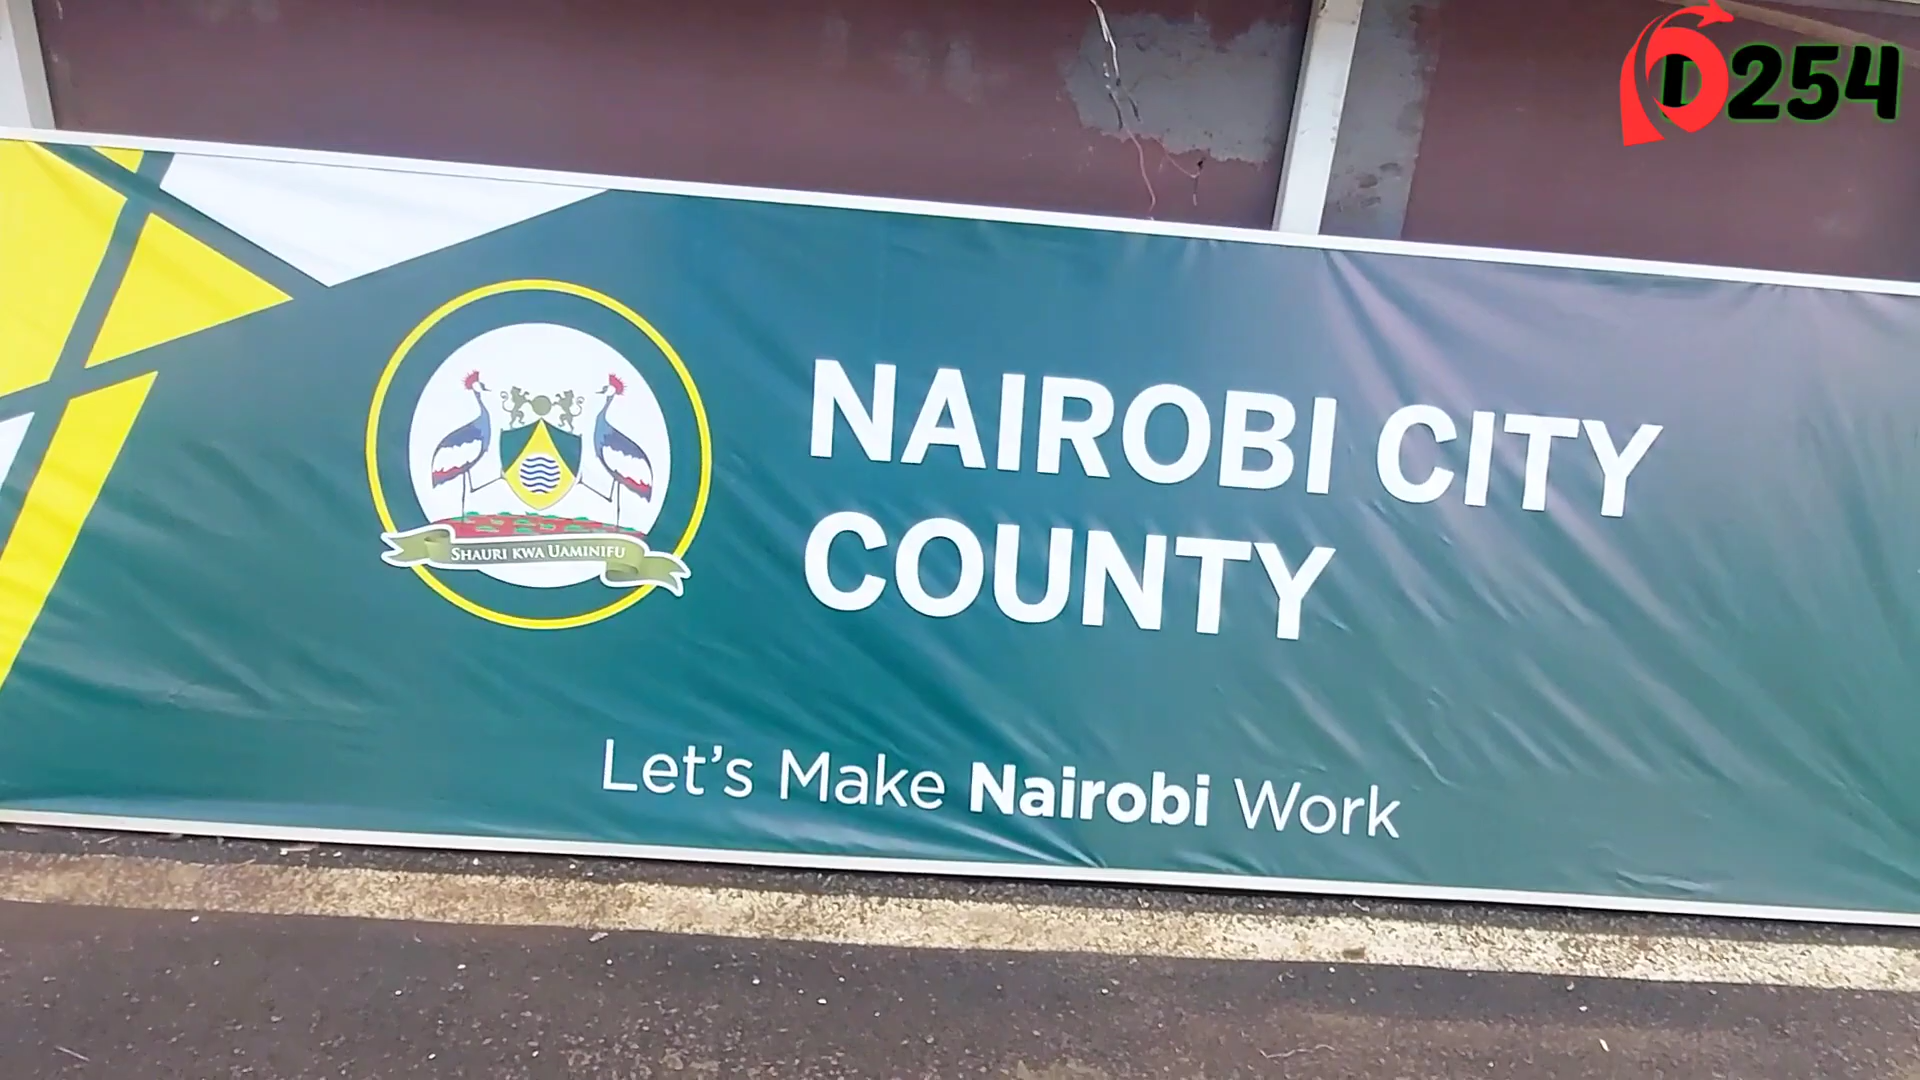 D254
NAIROBI CITY
COUNTY
SHAURI KWA UAMINIFU
Let's Make Nairobi Work